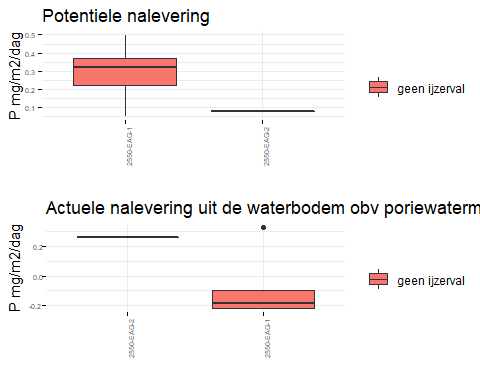 Potentiele nalevering
P mg/m2/dag
0.5
0.4
0.3
0.2
0.1
2550-EAG-1
2550-EAG-2
geen ijzerval
Actuele nalevering uit de waterbodem obv poriewaterm
P mg/m2/dag
0.2
0.0
-0.2
2550-EAG-2
2550-EAG-1
geen ijzerval